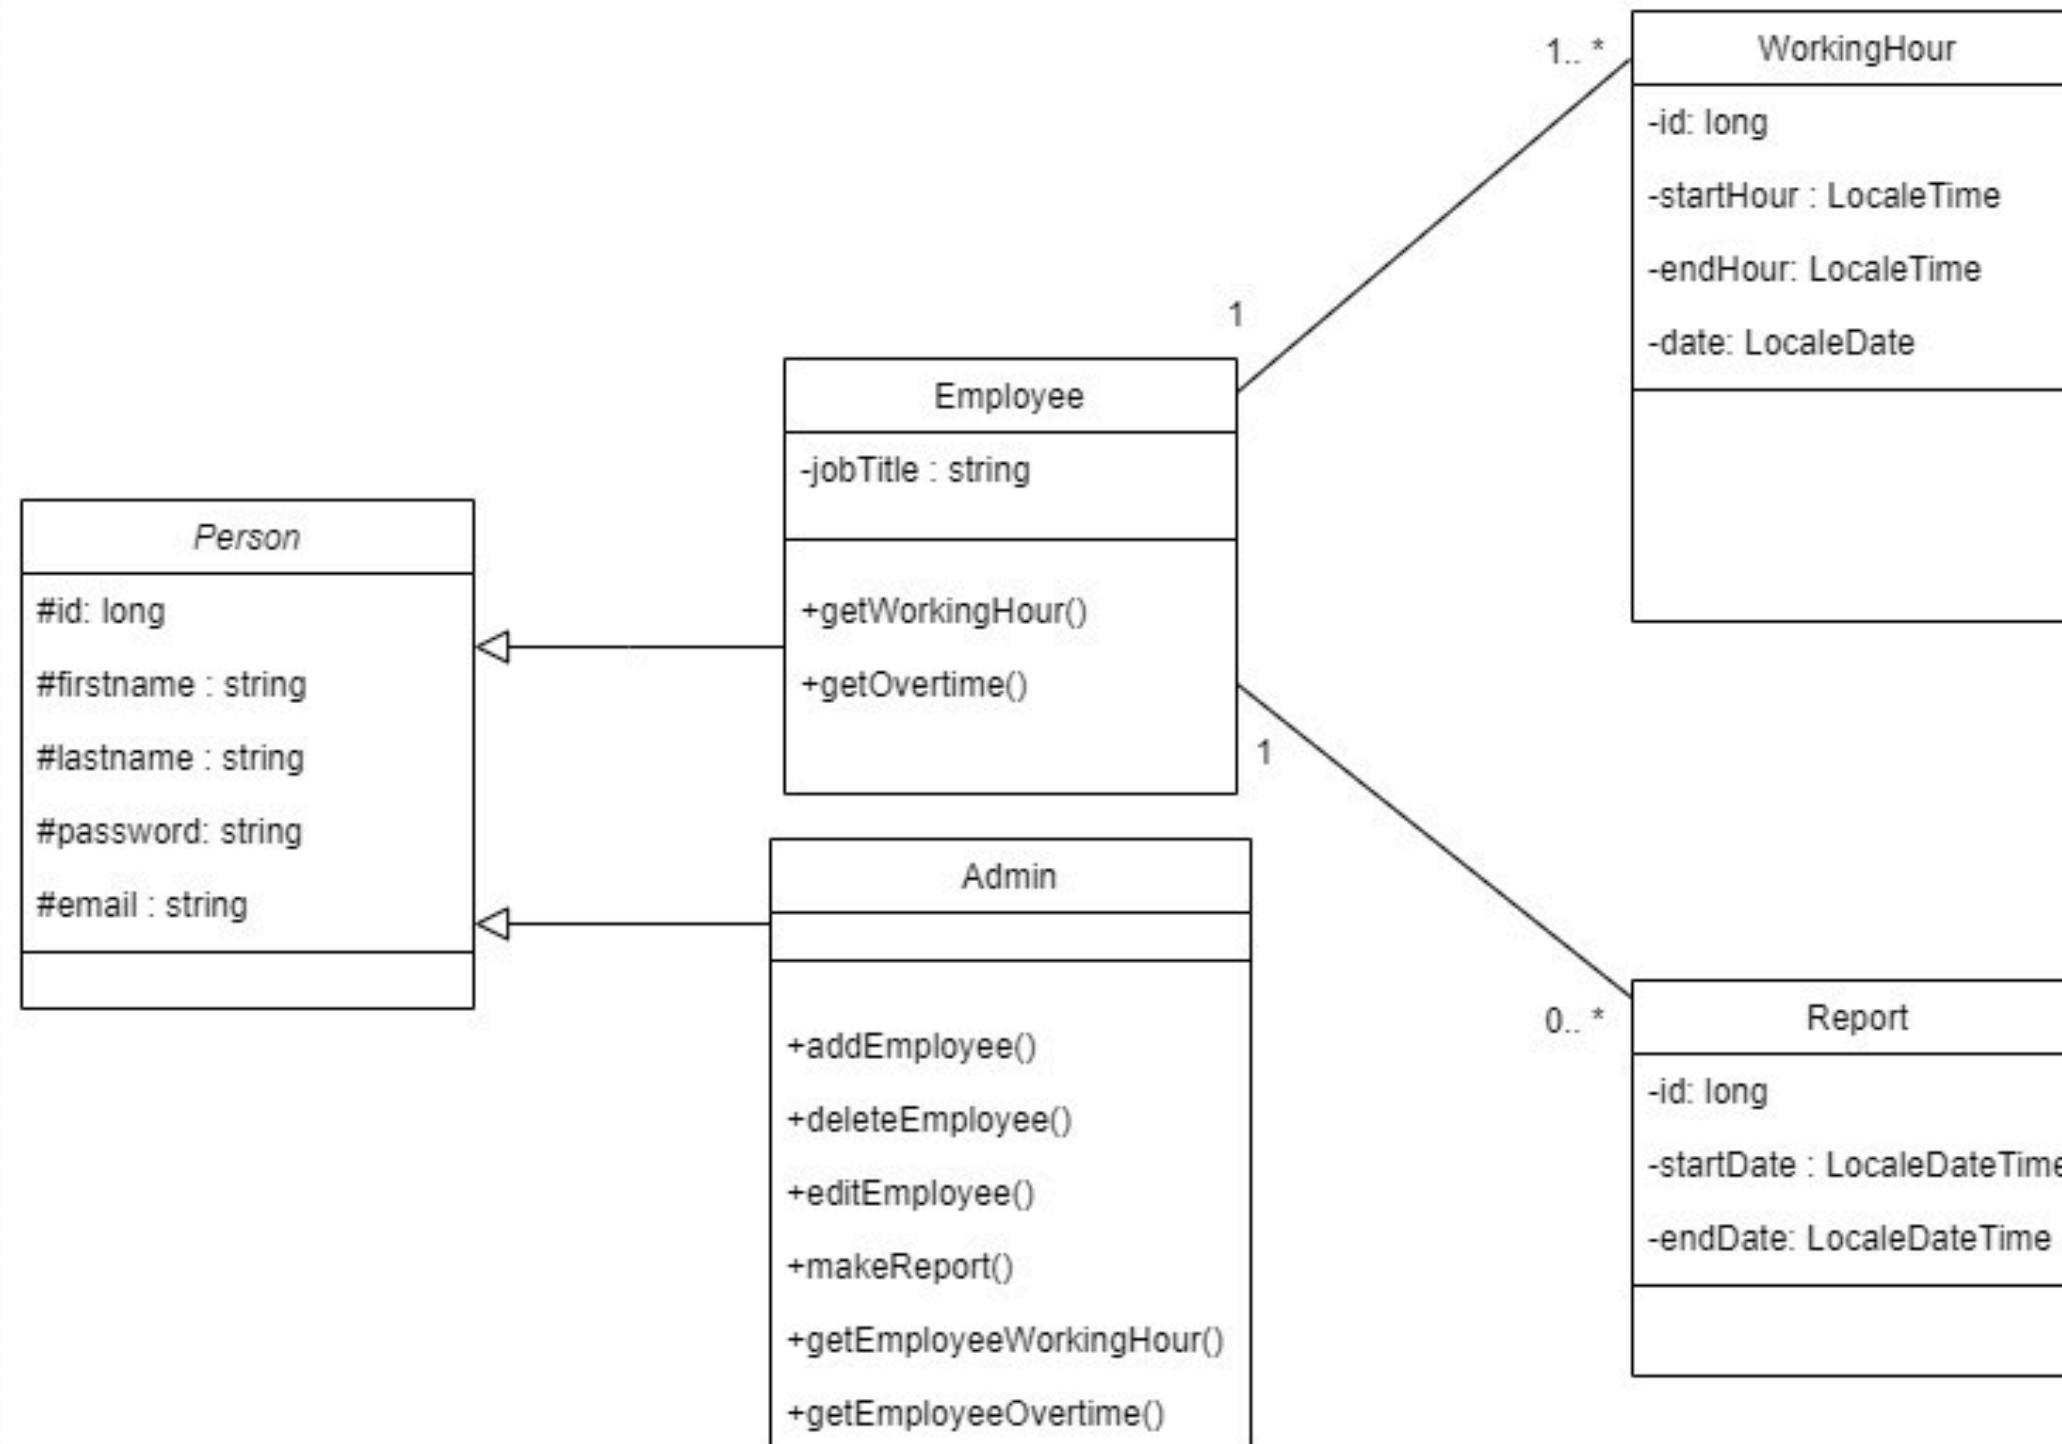 WorkingHour
-id: long
-startHour : LocaleTime
-endHour: LocaleTime
-date: LocaleDate
1.. *
1
Employee
-jobTitle : string
+getWorkingHour()
+getOvertime()
1
Person
#id: long
#firstname : string
#lastname : string
#password: string
#email : string
Admin
+addEmployee()
+deleteEmployee()
+editEmployee()
+makeReport()
+getEmployeeWorkingHour()
+getEmployeeOvertime()
0.. *
Report
-id: long
-startDate : LocaleDateTime
-endDate: LocaleDateTime